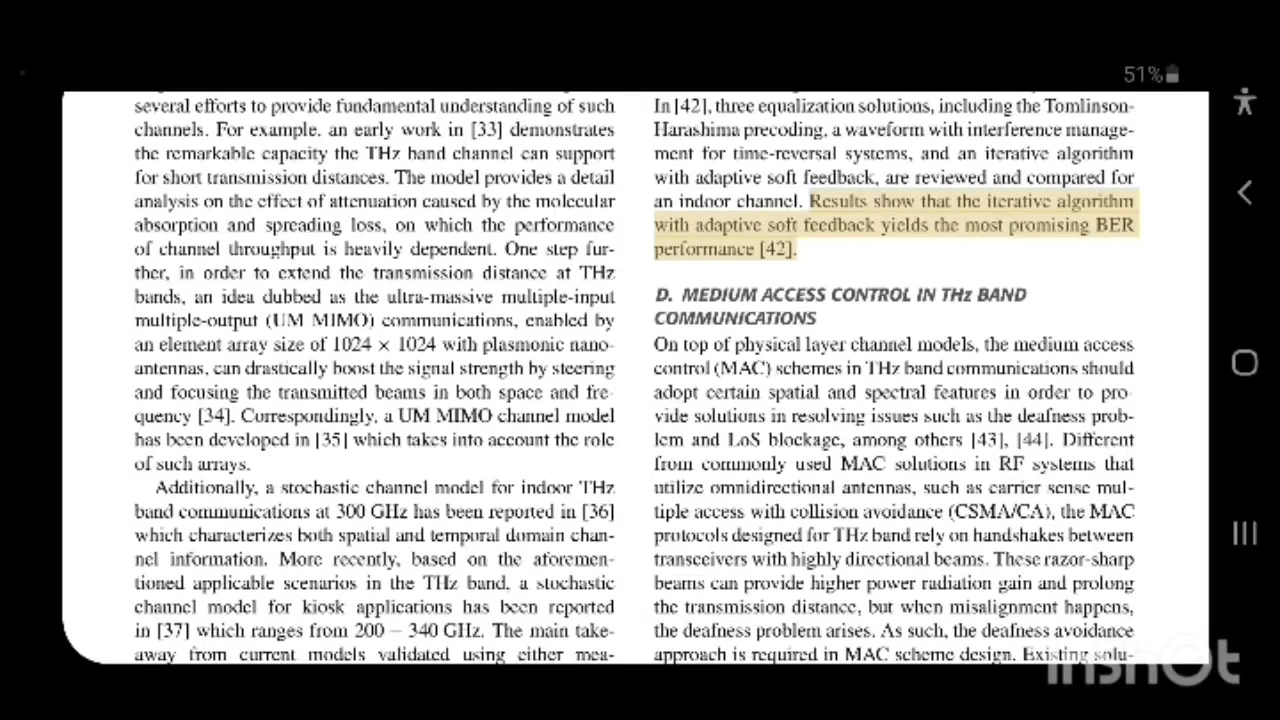 51%
several efforts to provide fundamental understanding of such
channels. For example, an early work in [33] demonstrates
the remarkable capacity the THz band channel can support
for short transmission distances. The model provides a detail
analysis on the effect of attenuation caused by the molecular
absorption and spreading loss, on which the performance
of channel throughput is heavily dependent. One step fur-
ther, in order to extend the transmission distance at THz
bands, an idea dubbed as the ultra-massive multiple-input
multiple-output (UM MIMO) communications, enabled by
an element array size of 1024 × 1024 with plasmonic nano-
antennas, can drastically boost the signal strength by steering
and focusing the transmitted beams in both space and fre-
quency [34]. Correspondingly, a UM MIMO channel model
has been developed in [35] which takes into account the role
of such arrays.
Additionally, a stochastic channel model for indoor THz
band communications at 300 GHz has been reported in [36]
which characterizes both spatial and temporal domain chan-
nel information. More recently, based on the aforemen-
tioned applicable scenarios in the THz band, a stochastic
channel model for kiosk applications has been reported
in [37] which ranges from 200 – 340 GHz. The main take-
away from current models validated using either mea-
In [42], three equalization solutions, including the Tomlinson-
Harashima precoding, a waveform with interference manage-
ment for time-reversal systems, and an iterative algorithm
with adaptive soft feedback, are reviewed and compared for
an indoor channel. Results show that the iterative algorithm
with adaptive soft feedback yields the most promising BER
performance [42].
D. MEDIUM ACCESS CONTROL IN THz BAND
COMMUNICATIONS
On top of physical layer channel models, the medium access
control (MAC) schemes in THz band communications should
adopt certain spatial and spectral features in order to pro-
vide solutions in resolving issues such as the deafness prob-
lem and LoS blockage, among others [43], [44]. Different
from commonly used MAC solutions in RF systems that
utilize omnidirectional antennas, such as carrier sense mul-
tiple access with collision avoidance (CSMA/CA), the MAC
protocols designed for THz band rely on handshakes between
transceivers with highly directional beams. These razor-sharp
beams can provide higher power radiation gain and prolong
the transmission distance, but when misalignment happens,
the deafness problem arises. As such, the deafness avoidance
approach is required in MAC scheme design. Existing solu-
InShOt